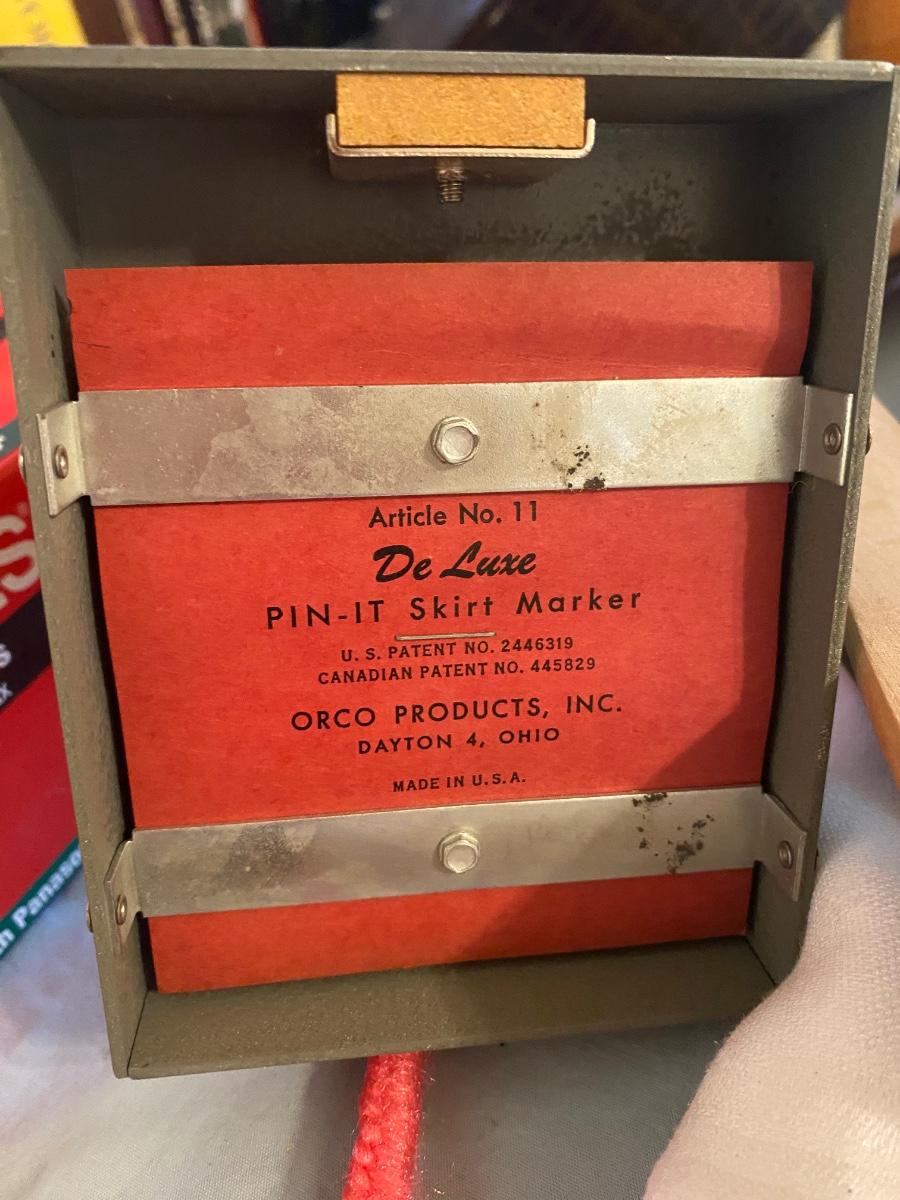 Article No. 11
De Luxe
PIN-IT Skirt Marker
U. S. PATENT NO. 2446319
CANADIAN PATENT NO. 445829
ORCO PRODUCTS, INC.
DAYTON 4, OHIO
MADE IN U.S.A.